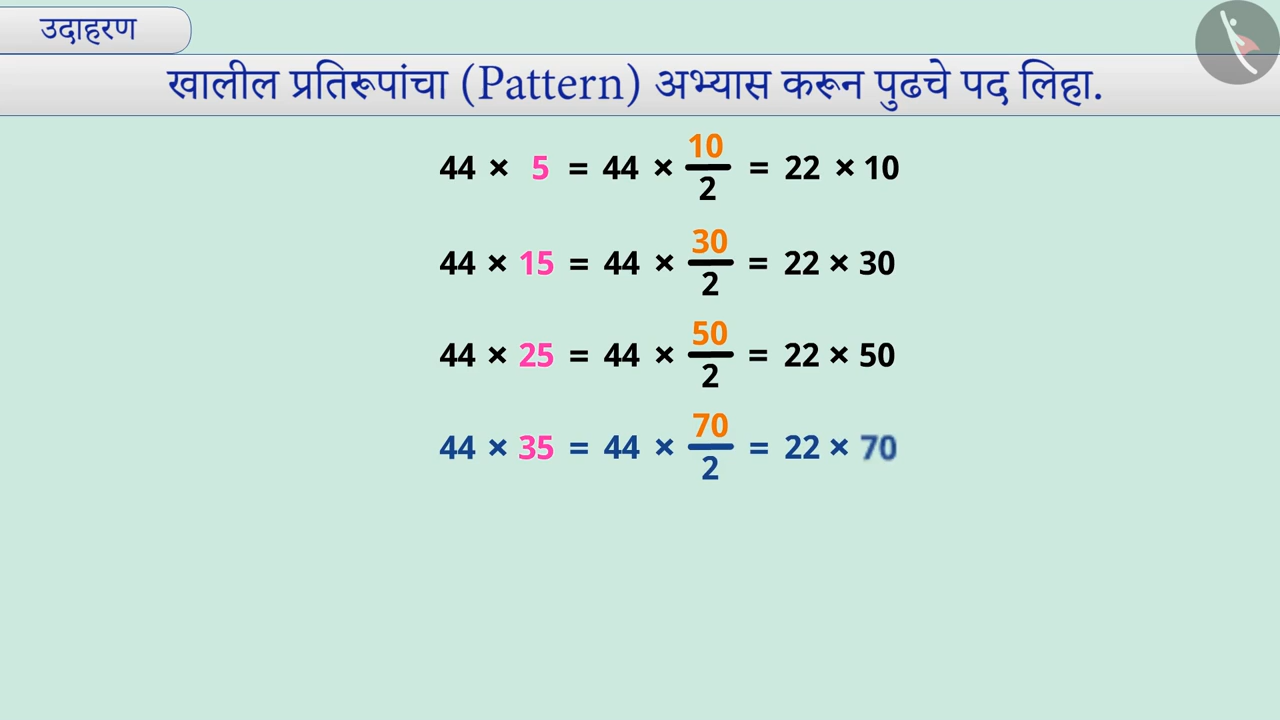 उदाहरण
खालील प्रतिरूपांचा (Pattern) अभ्यास करून पुढचे पद लिहा.
44 × 5 = 44 × 10/2 = 22 × 10
44 × 15 = 44 × 30/2 = 22 × 30
44 × 25 = 44 × 50/2 = 22 × 50
44 × 35 = 44 × 70/2 = 22 × 70